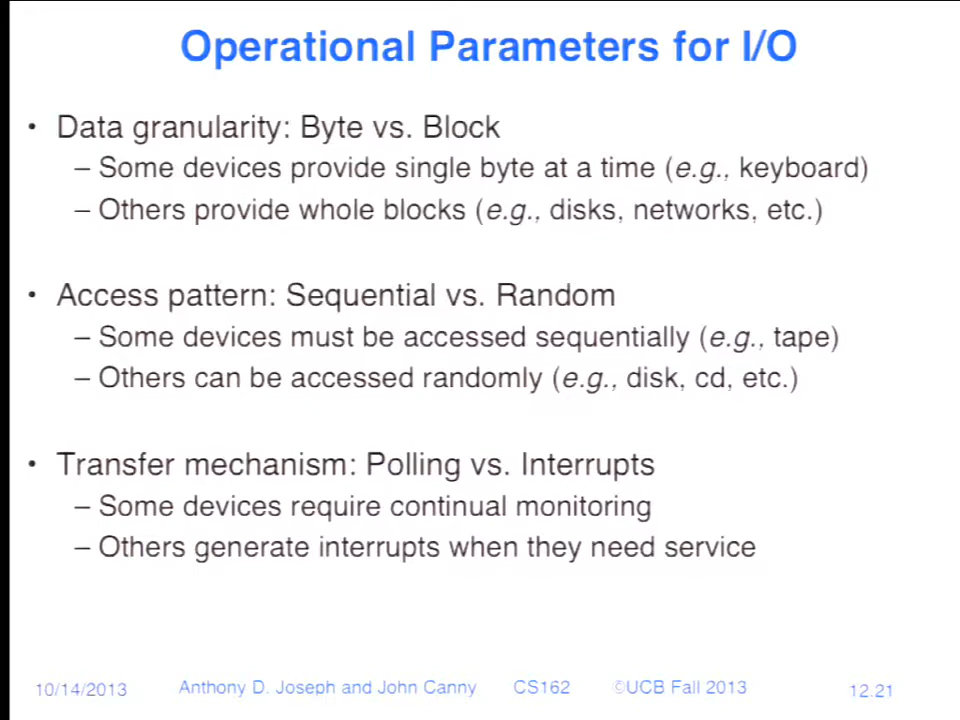 Operational Parameters for I/O
• Data granularity: Byte vs. Block
– Some devices provide single byte at a time (e.g., keyboard)
– Others provide whole blocks (e.g., disks, networks, etc.)
• Access pattern: Sequential vs. Random
– Some devices must be accessed sequentially (e.g., tape)
– Others can be accessed randomly (e.g., disk, cd, etc.)
• Transfer mechanism: Polling vs. Interrupts
– Some devices require continual monitoring
– Others generate interrupts when they need service
10/14/2013 Anthony D. Joseph and John Canny CS162 ©UCB Fall 2013 12.21